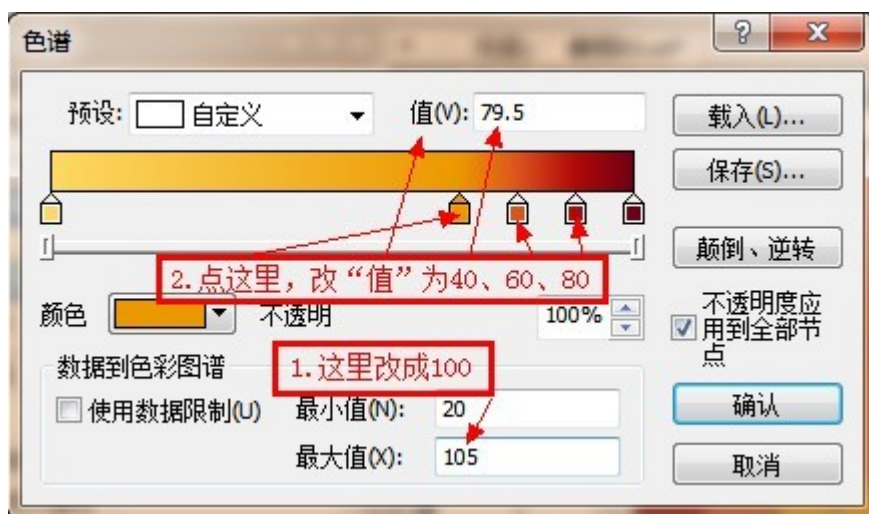 色谱
预设: 自定义 值(V): 79.5
载入(L)...
保存(S)...
颠倒、逆转
2.点这里，改“值”为40、60、80
颜色 不透明 100%
不透明度应用到全部节点
数据到色彩图谱
1.这里改成100
使用数据限制(U) 最小值(N): 20
确认
最大值(X): 105
取消